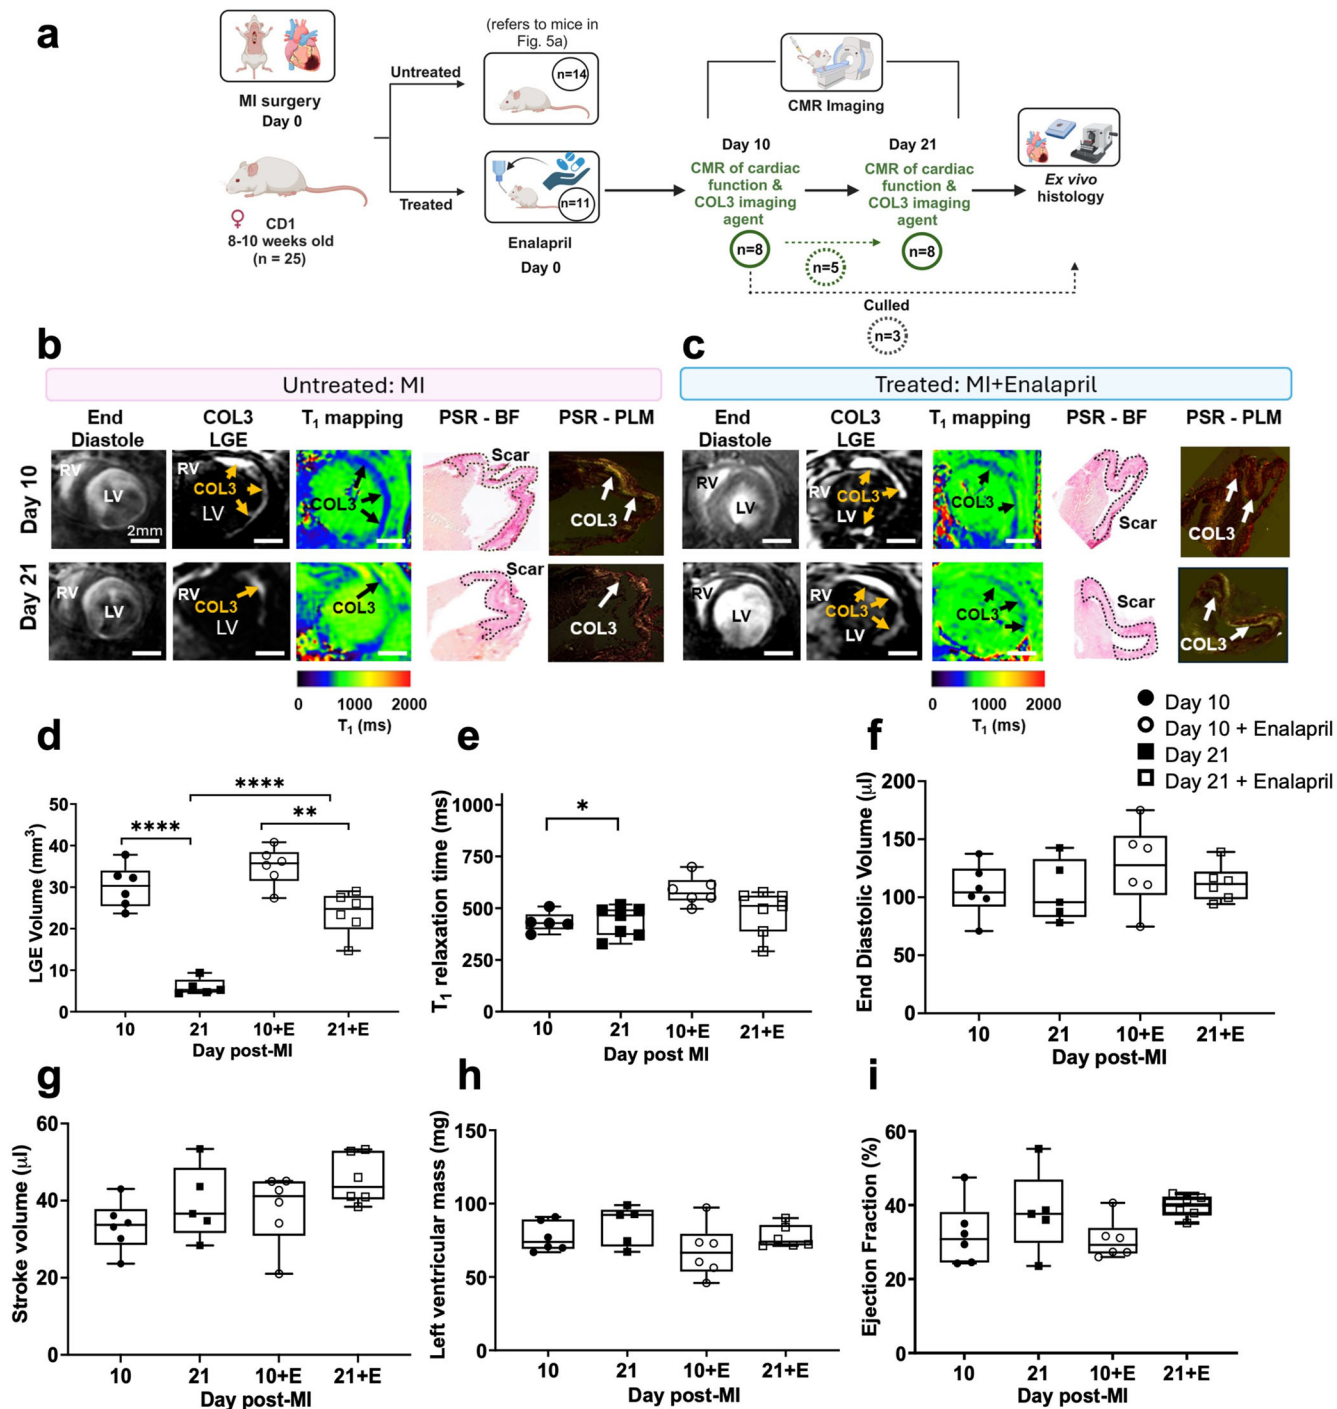 a
(refers to mice in
Fig. 5a)
MI surgery
Day 0
Untreated
n=14
CMR Imaging
CD1
8-10 weeks old
(n = 25)
Treated
n=11
Enalapril
Day 0
Day 10
CMR of cardiac
function &
COL3 imaging
agent
n=8
n=5
Day 21
CMR of cardiac
function &
COL3 imaging
agent
n=8
Ex vivo
histology
Culled
n=3
b
Untreated: MI
End
Diastole
COL3
LGE
T1 mapping
PSR - BF
PSR - PLM
Day 10
RV
LV
2mm
RV
COL3
LV
COL3
Scar
COL3
Day 21
RV
LV
RV
COL3
LV
COL3
Scar
COL3
0 1000 2000
T1 (ms)
c
Treated: MI+Enalapril
End
Diastole
COL3
LGE
T1 mapping
PSR - BF
PSR - PLM
RV
LV
RV
COL3
LV
COL3
Scar
COL3
RV
LV
RV
COL3
LV
COL3
Scar
COL3
0 1000 2000
T1 (ms)
Day 10
Day 10 + Enalapril
Day 21
Day 21 + Enalapril
d
LGE Volume (mm³)
50
40
30
20
10
0
****
****
**
10 21 10+E 21+E
Day post-MI
e
T1 relaxation time (ms)
1000
750
500
250
0
*
10 21 10+E 21+E
Day post MI
f
End Diastolic Volume (µl)
200
150
100
50
0
10 21 10+E 21+E
Day post-MI
g
Stroke volume (µl)
60
40
20
0
10 21 10+E 21+E
Day post-MI
h
Left ventricular mass (mg)
150
100
50
0
10 21 10+E 21+E
Day post-MI
i
Ejection Fraction (%)
60
40
20
0
10 21 10+E 21+E
Day post-MI